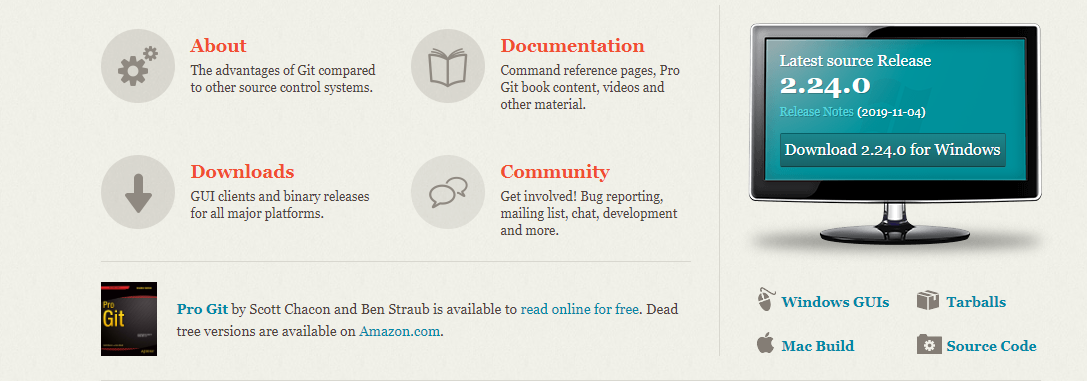 About
The advantages of Git compared
to other source control systems.
Documentation
Command reference pages, Pro
Git book content, videos and
other material.
Downloads
GUI clients and binary releases
for all major platforms.
Community
Get involved! Bug reporting,
mailing list, chat, development
and more.
Pro
Git
Pro Git by Scott Chacon and Ben Straub is available to read online for free. Dead
tree versions are available on Amazon.com.
Latest source Release
2.24.0
Release Notes (2019-11-04)
Download 2.24.0 for Windows
Windows GUIs
Tarballs
Mac Build
Source Code